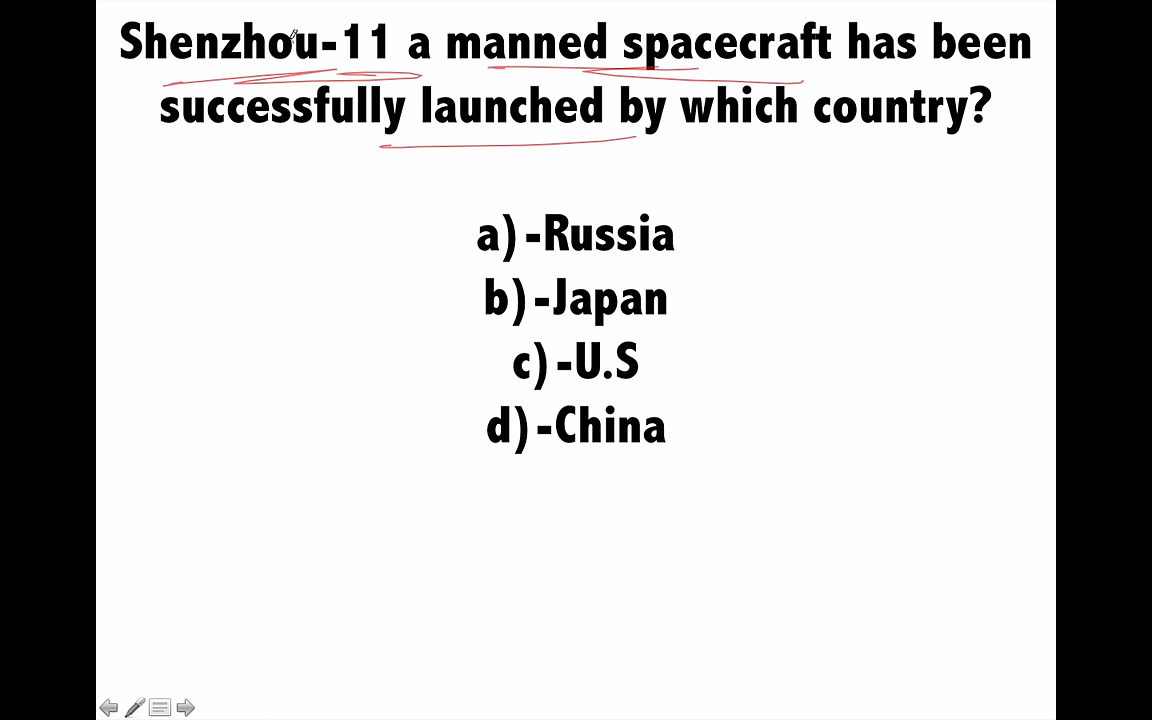 Shenzhou-11 a manned spacecraft has been
successfully launched by which country?
a)-Russia
b)-Japan
c)-U.S
d)-China